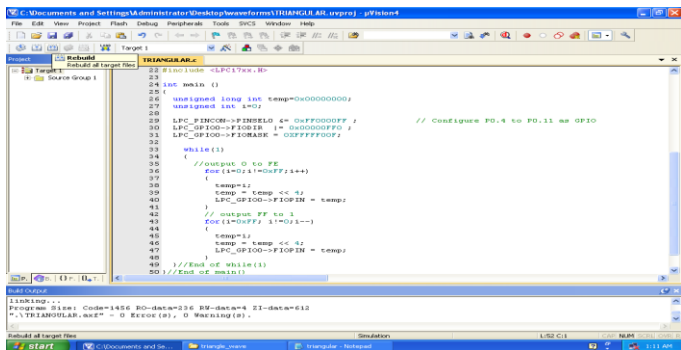 C:\Documents and Settings\Administrator\Desktop\waveforms\TRIANGULAR.uvproj - µVision4
File Edit View Project Flash Debug Peripherals Tools SVCS Window Help
Target 1
Project
Rebuild
Rebuild all target files
TRIANGULAR.c
Target 1
Source Group 1
22 #include <LPC17xx.H>
23
24 int main ()
25 {
26 unsigned long int temp=0x00000000;
27 unsigned int i=0;
28
29 LPC_PINCON->PINSEL0 &= 0xFF0000FF ; // Configure P0.4 to P0.11 as GPIO
30 LPC_GPIO0->FIODIR |= 0x00000FF0 ;
31 LPC_GPIO0->FIOMASK = 0XFFFFF00F;
32
33 while(1)
34 {
35 //output 0 to FE
36 for(i=0;i!=0xFF;i++)
37 {
38 temp=i;
39 temp = temp << 4;
40 LPC_GPIO0->FIOPIN = temp;
41 }
42 // output FF to 1
43 for(i=0xFF; i!=0;i--)
44 {
45 temp=i;
46 temp = temp << 4;
47 LPC_GPIO0->FIOPIN = temp;
48 }
49 }//End of while(1)
50 }//End of main()
Build Output
linking...
Program Size: Code=1456 RO-data=236 RW-data=4 ZI-data=612
".\TRIANGULAR.axf" - 0 Error(s), 0 Warning(s).
Rebuild all target files Simulation L:52 C:1 CAP NUM SCRL
start C:\Documents and Se... triangle_wave triangular - Notepad 1:11 AM